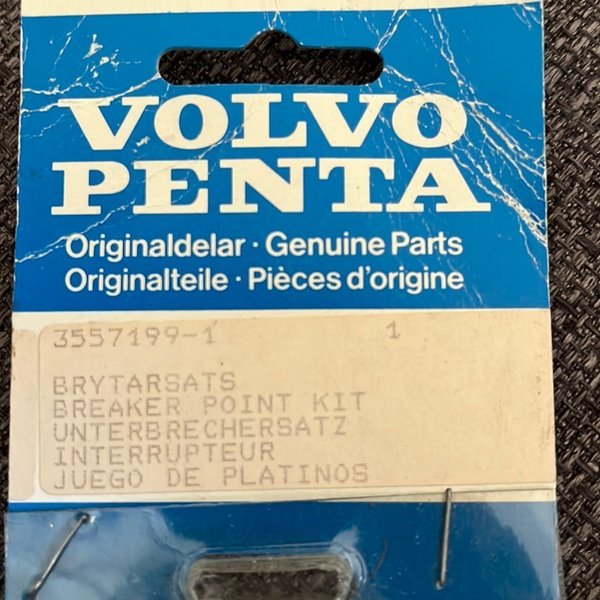 VOLVO
PENTA
Originaldelar · Genuine Parts
Originalteile · Pièces d'origine
3557199-1 1
BRYTARSATS
BREAKER POINT KIT
UNTERBRECHERSATZ
INTERRUPTEUR
JUEGO DE PLATINOS